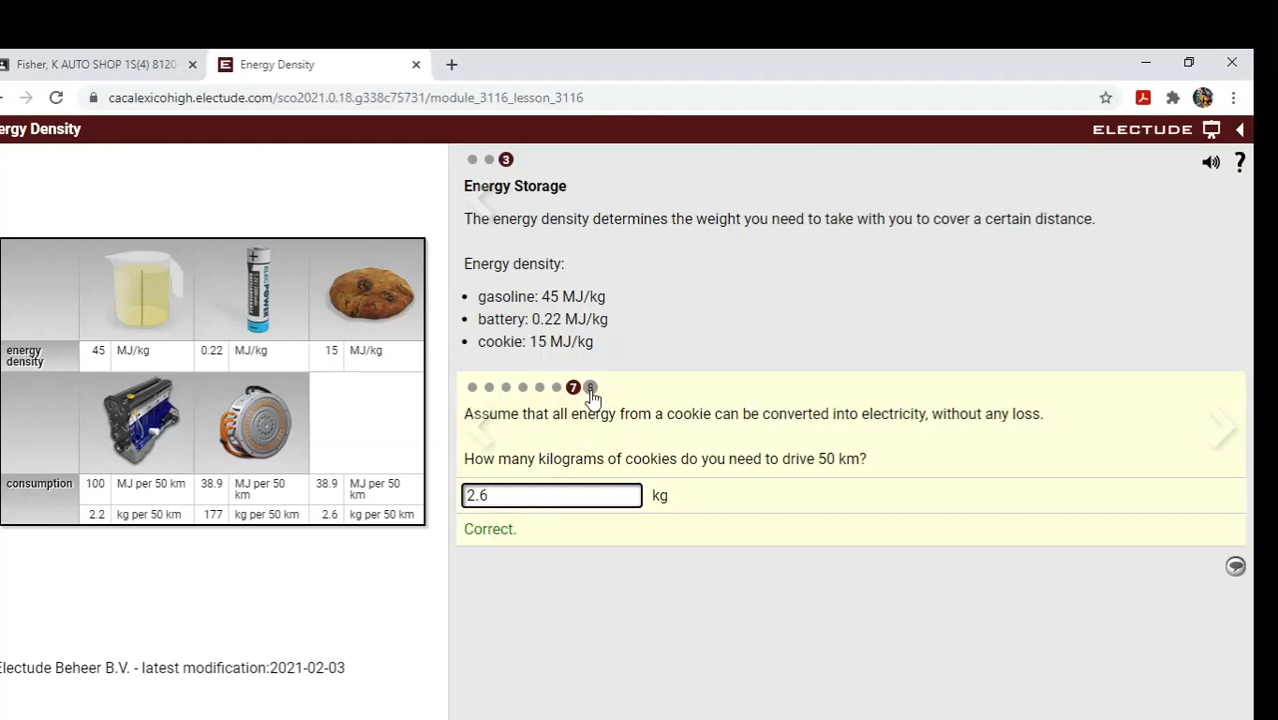 Fisher, K AUTO SHOP 1S(4) 8120
Energy Density
cacalexicohigh.electude.com/sco2021.0.18.g338c75731/module_3116_lesson_3116
ergy Density
ELECTUDE
3
?
Energy Storage
The energy density determines the weight you need to take with you to cover a certain distance.
Energy density:
• gasoline: 45 MJ/kg
• battery: 0.22 MJ/kg
• cookie: 15 MJ/kg
energy density 45 MJ/kg 0.22 MJ/kg 15 MJ/kg
consumption 100 MJ per 50 km 38.9 MJ per 50 km 38.9 MJ per 50 km
2.2 kg per 50 km 177 kg per 50 km 2.6 kg per 50 km
7 8
Assume that all energy from a cookie can be converted into electricity, without any loss.
How many kilograms of cookies do you need to drive 50 km?
2.6 kg
Correct.
Electude Beheer B.V. - latest modification:2021-02-03